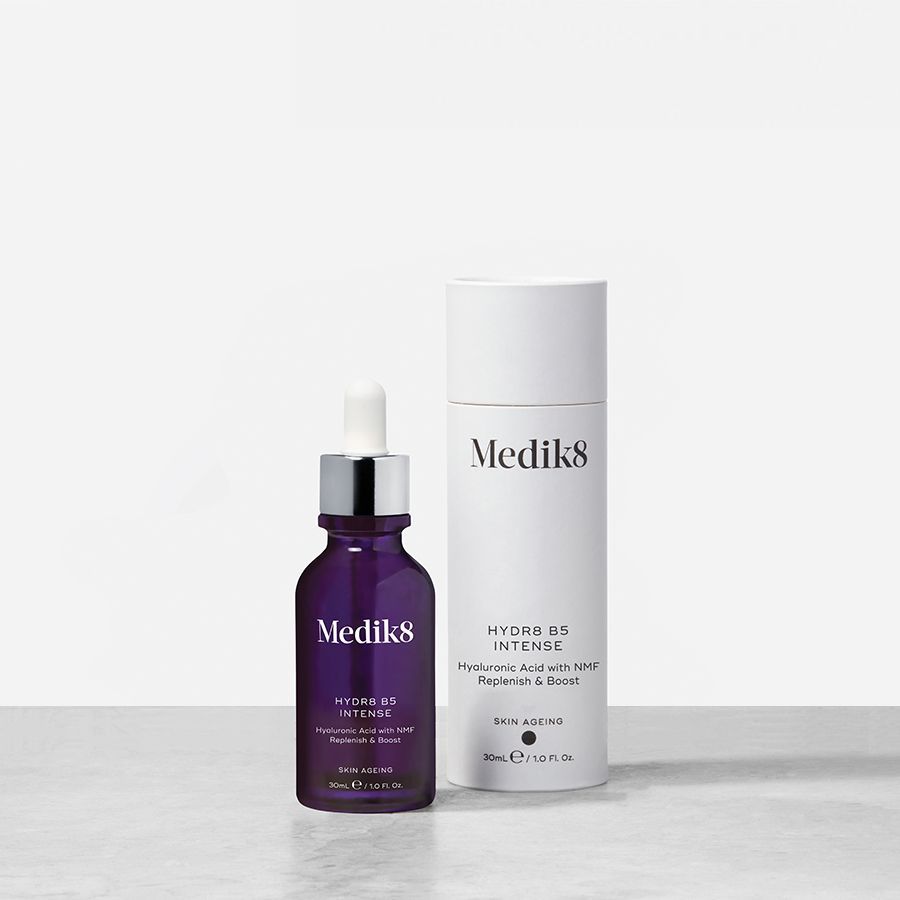 Medik8
HYDR8 B5
INTENSE
Hyaluronic Acid with NMF
Replenish & Boost
SKIN AGEING
30mL ℮ / 1.0 Fl. Oz.
Medik8
HYDR8 B5
INTENSE
Hyaluronic Acid with NMF
Replenish & Boost
SKIN AGEING
30mL ℮ / 1.0 Fl. Oz.